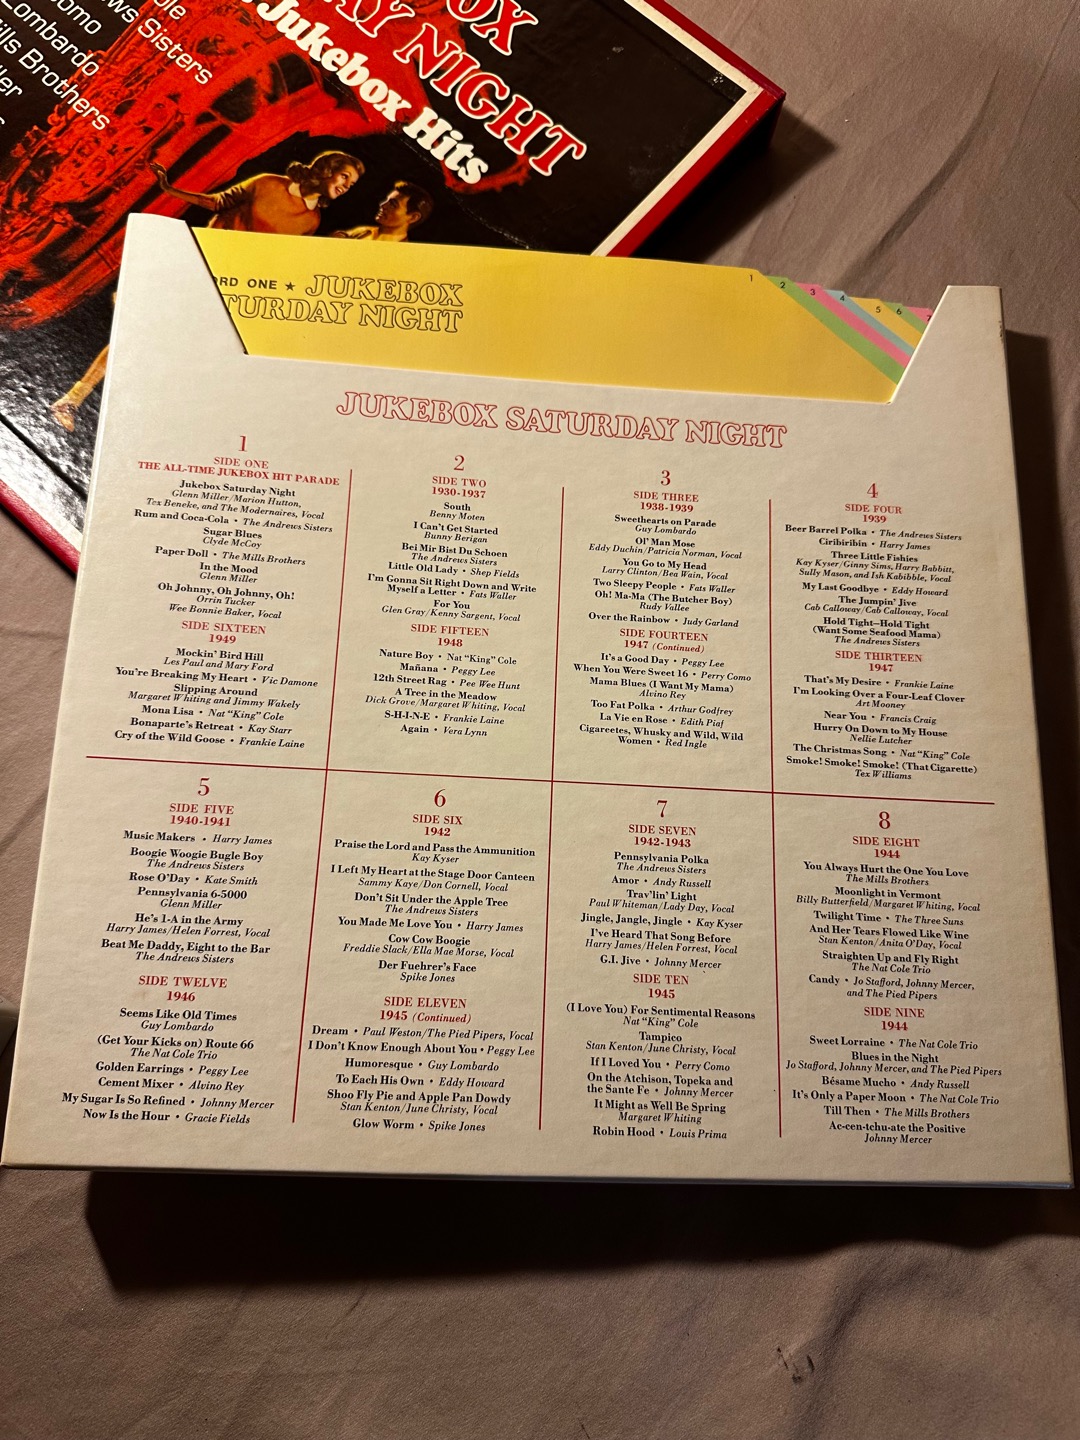 OX
AY NIGHT
Jukebox Hits
omo
Lombardo
ews Sisters
ills Brothers
ller
ORD ONE ★ JUKEBOX
TURDAY NIGHT
1 2 3 4 5 6 7
JUKEBOX SATURDAY NIGHT
1
SIDE ONE
THE ALL-TIME JUKEBOX HIT PARADE
Jukebox Saturday Night
Glenn Miller/Marion Hutton,
Tex Beneke, and The Modernaires, Vocal
Rum and Coca-Cola • The Andrews Sisters
Sugar Blues
Clyde McCoy
Paper Doll • The Mills Brothers
In the Mood
Glenn Miller
Oh Johnny, Oh Johnny, Oh!
Orrin Tucker
Wee Bonnie Baker, Vocal
SIDE SIXTEEN
1949
Mockin' Bird Hill
Les Paul and Mary Ford
You're Breaking My Heart • Vic Damone
Slipping Around
Margaret Whiting and Jimmy Wakely
Mona Lisa • Nat "King" Cole
Bonaparte's Retreat • Kay Starr
Cry of the Wild Goose • Frankie Laine
2
SIDE TWO
1930-1937
South
Benny Moten
I Can't Get Started
Bunny Berigan
Bei Mir Bist Du Schoen
The Andrews Sisters
Little Old Lady • Shep Fields
I'm Gonna Sit Right Down and Write
Myself a Letter • Fats Waller
For You
Glen Gray/Kenny Sargent, Vocal
SIDE FIFTEEN
1948
Nature Boy • Nat "King" Cole
Mañana • Peggy Lee
12th Street Rag • Pee Wee Hunt
A Tree in the Meadow
Dick Grove/Margaret Whiting, Vocal
S-H-I-N-E • Frankie Laine
Again • Vera Lynn
3
SIDE THREE
1938-1939
Sweethearts on Parade
Guy Lombardo
Ol' Man Mose
Eddy Duchin/Patricia Norman, Vocal
You Go to My Head
Larry Clinton/Bea Wain, Vocal
Two Sleepy People • Fats Waller
Oh! Ma-Ma (The Butcher Boy)
Rudy Vallee
Over the Rainbow • Judy Garland
SIDE FOURTEEN
1947 (Continued)
It's a Good Day • Peggy Lee
When You Were Sweet 16 • Perry Como
Mama Blues (I Want My Mama)
Alvino Rey
Too Fat Polka • Arthur Godfrey
La Vie en Rose • Edith Piaf
Cigareetes, Whusky and Wild, Wild
Women • Red Ingle
4
SIDE FOUR
1939
Beer Barrel Polka • The Andrews Sisters
Ciribiribin • Harry James
Three Little Fishies
Kay Kyser/Ginny Sims, Harry Babbitt,
Sully Mason, and Ish Kabibble, Vocal
My Last Goodbye • Eddy Howard
The Jumpin' Jive
Cab Calloway/Cab Calloway, Vocal
Hold Tight—Hold Tight
(Want Some Seafood Mama)
The Andrews Sisters
SIDE THIRTEEN
1947
That's My Desire • Frankie Laine
I'm Looking Over a Four-Leaf Clover
Art Mooney
Near You • Francis Craig
Hurry On Down to My House
Nellie Lutcher
The Christmas Song • Nat "King" Cole
Smoke! Smoke! Smoke! (That Cigarette)
Tex Williams
5
SIDE FIVE
1940-1941
Music Makers • Harry James
Boogie Woogie Bugle Boy
The Andrews Sisters
Rose O'Day • Kate Smith
Pennsylvania 6-5000
Glenn Miller
He's 1-A in the Army
Harry James/Helen Forrest, Vocal
Beat Me Daddy, Eight to the Bar
The Andrews Sisters
SIDE TWELVE
1946
Seems Like Old Times
Guy Lombardo
(Get Your Kicks on) Route 66
The Nat Cole Trio
Golden Earrings • Peggy Lee
Cement Mixer • Alvino Rey
My Sugar Is So Refined • Johnny Mercer
Now Is the Hour • Gracie Fields
6
SIDE SIX
1942
Praise the Lord and Pass the Ammunition
Kay Kyser
I Left My Heart at the Stage Door Canteen
Sammy Kaye/Don Cornell, Vocal
Don't Sit Under the Apple Tree
The Andrews Sisters
You Made Me Love You • Harry James
Cow Cow Boogie
Freddie Slack/Ella Mae Morse, Vocal
Der Fuehrer's Face
Spike Jones
SIDE ELEVEN
1945 (Continued)
Dream • Paul Weston/The Pied Pipers, Vocal
I Don't Know Enough About You • Peggy Lee
Humoresque • Guy Lombardo
To Each His Own • Eddy Howard
Shoo Fly Pie and Apple Pan Dowdy
Stan Kenton/June Christy, Vocal
Glow Worm • Spike Jones
7
SIDE SEVEN
1942-1943
Pennsylvania Polka
The Andrews Sisters
Amor • Andy Russell
Trav'lin' Light
Paul Whiteman/Lady Day, Vocal
Jingle, Jangle, Jingle • Kay Kyser
I've Heard That Song Before
Harry James/Helen Forrest, Vocal
G.I. Jive • Johnny Mercer
SIDE TEN
1945
(I Love You) For Sentimental Reasons
Nat "King" Cole
Tampico
Stan Kenton/June Christy, Vocal
If I Loved You • Perry Como
On the Atchison, Topeka and
the Sante Fe • Johnny Mercer
It Might as Well Be Spring
Margaret Whiting
Robin Hood • Louis Prima
8
SIDE EIGHT
1944
You Always Hurt the One You Love
The Mills Brothers
Moonlight in Vermont
Billy Butterfield/Margaret Whiting, Vocal
Twilight Time • The Three Suns
And Her Tears Flowed Like Wine
Stan Kenton/Anita O'Day, Vocal
Straighten Up and Fly Right
The Nat Cole Trio
Candy • Jo Stafford, Johnny Mercer,
and The Pied Pipers
SIDE NINE
1944
Sweet Lorraine • The Nat Cole Trio
Blues in the Night
Jo Stafford, Johnny Mercer, and The Pied Pipers
Bésame Mucho • Andy Russell
It's Only a Paper Moon • The Nat Cole Trio
Till Then • The Mills Brothers
Ac-cen-tchu-ate the Positive
Johnny Mercer